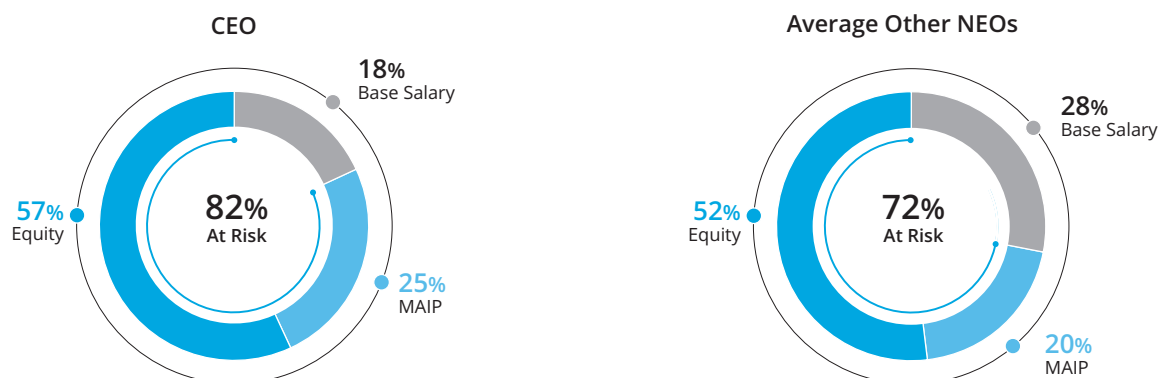 CEO
18%
Base Salary
57%
Equity
82%
At Risk
25%
MAIP
Average Other NEOs
28%
Base Salary
52%
Equity
72%
At Risk
20%
MAIP